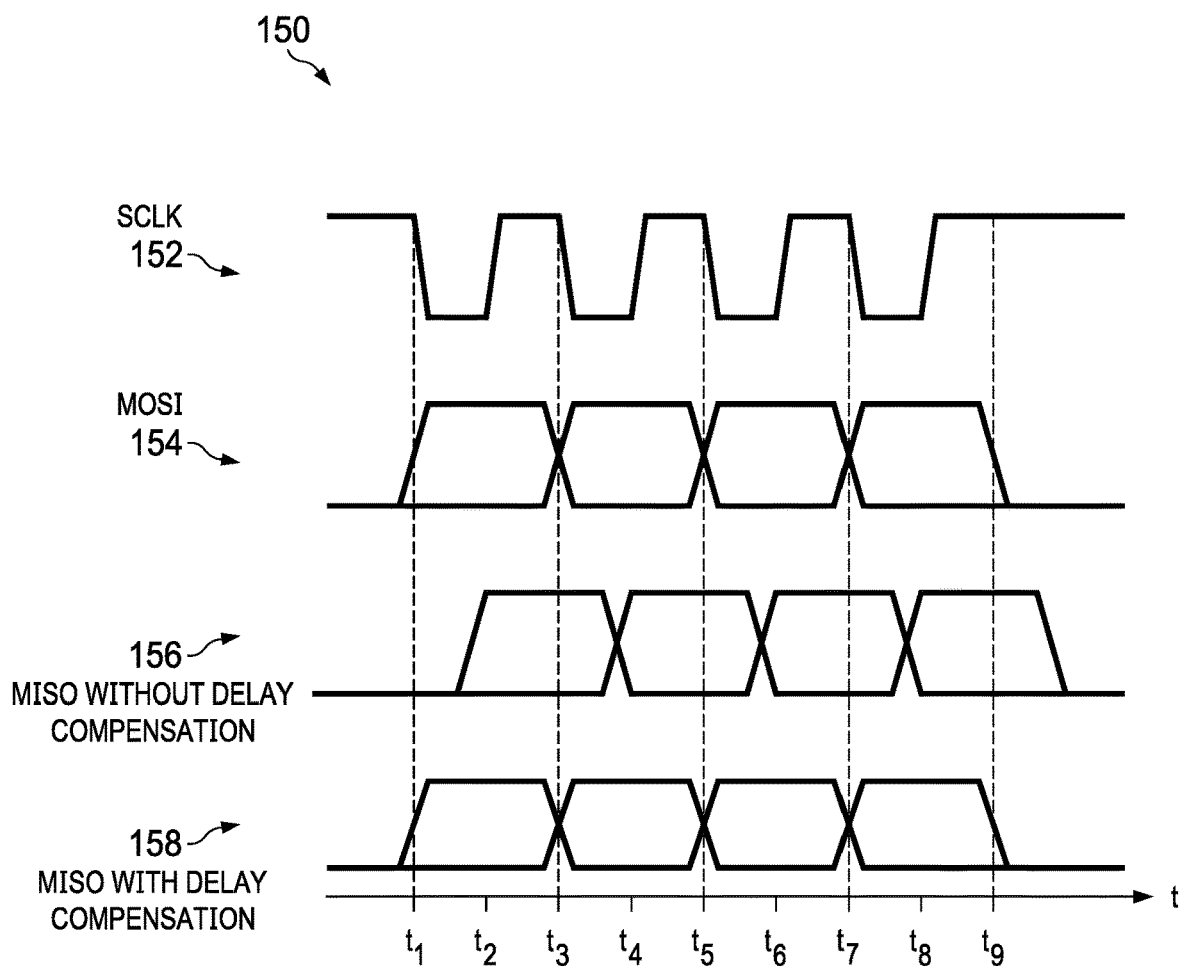 150
SCLK
152
MOSI
154
156
MISO WITHOUT DELAY
COMPENSATION
158
MISO WITH DELAY
COMPENSATION
t
t1 t2 t3 t4 t5 t6 t7 t8 t9